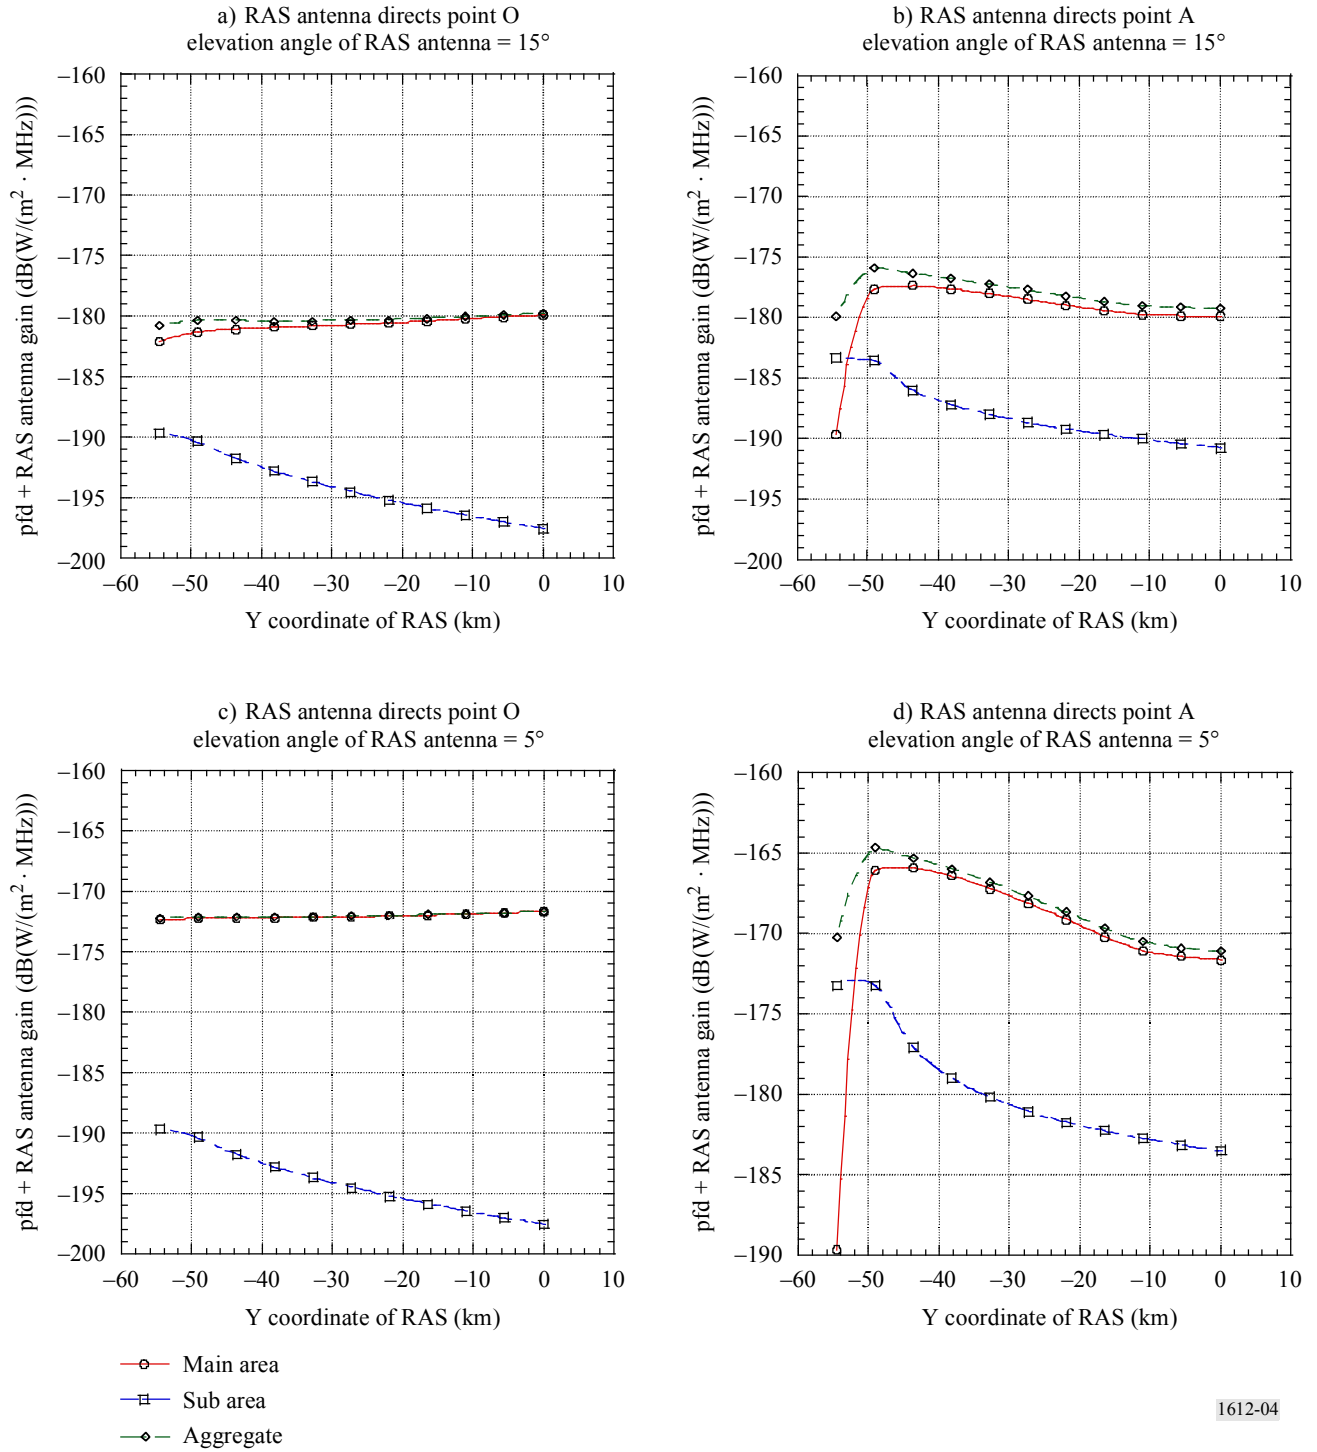 a) RAS antenna directs point O
elevation angle of RAS antenna = 15°
pfd + RAS antenna gain (dB(W/(m² · MHz)))
–160
–165
–170
–175
–180
–185
–190
–195
–200
–60 –50 –40 –30 –20 –10 0 10
Y coordinate of RAS (km)
b) RAS antenna directs point A
elevation angle of RAS antenna = 15°
pfd + RAS antenna gain (dB(W/(m² · MHz)))
–160
–165
–170
–175
–180
–185
–190
–195
–200
–60 –50 –40 –30 –20 –10 0 10
Y coordinate of RAS (km)
c) RAS antenna directs point O
elevation angle of RAS antenna = 5°
pfd + RAS antenna gain (dB(W/(m² · MHz)))
–160
–165
–170
–175
–180
–185
–190
–195
–200
–60 –50 –40 –30 –20 –10 0 10
Y coordinate of RAS (km)
d) RAS antenna directs point A
elevation angle of RAS antenna = 5°
pfd + RAS antenna gain (dB(W/(m² · MHz)))
–160
–165
–170
–175
–180
–185
–190
–60 –50 –40 –30 –20 –10 0 10
Y coordinate of RAS (km)
Main area
Sub area
Aggregate
1612-04